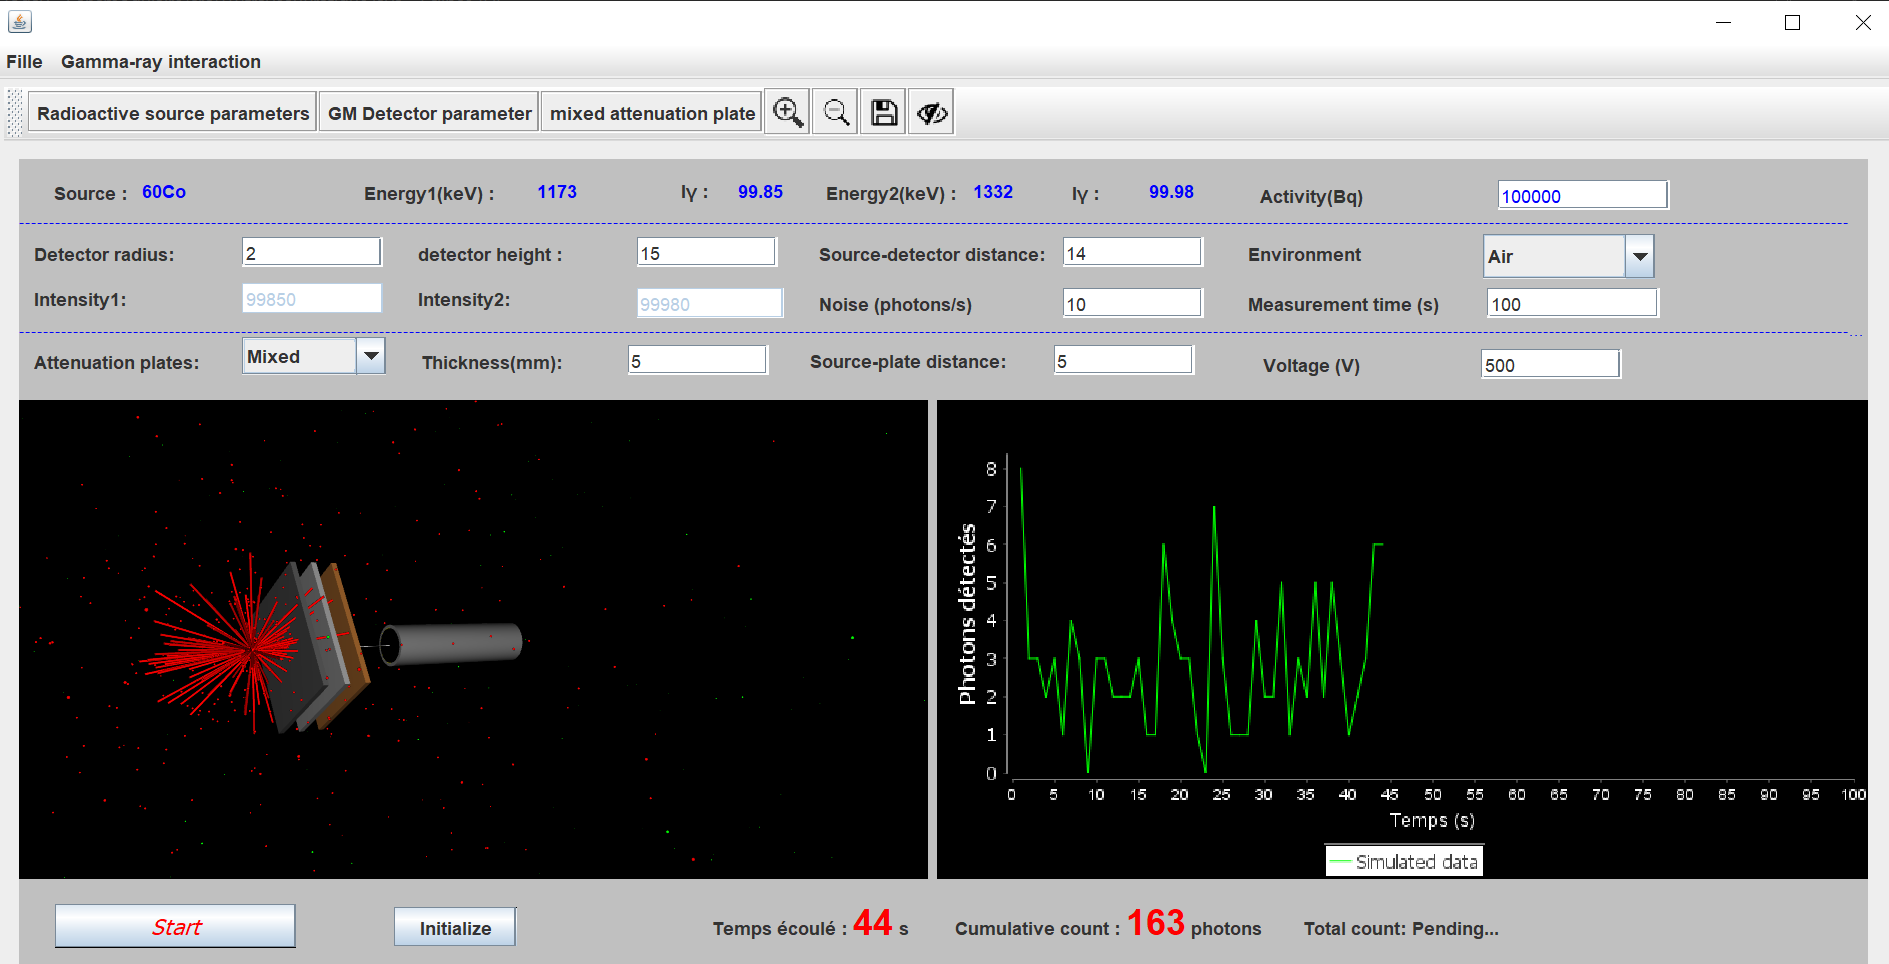 Fille Gamma-ray interaction
Radioactive source parameters GM Detector parameter mixed attenuation plate
Source : 60Co Energy1(keV) : 1173 Iγ : 99.85 Energy2(keV) : 1332 Iγ : 99.98 Activity(Bq) 100000
Detector radius: 2 detector height : 15 Source-detector distance: 14 Environment Air
Intensity1: 99850 Intensity2: 99980 Noise (photons/s) 10 Measurement time (s) 100
Attenuation plates: Mixed Thickness(mm): 5 Source-plate distance: 5 Voltage (V) 500
Photons détectés
8
7
6
5
4
3
2
1
0
0 5 10 15 20 25 30 35 40 45 50 55 60 65 70 75 80 85 90 95 100
Temps (s)
Simulated data
Start Initialize Temps écoulé : 44 s Cumulative count : 163 photons Total count: Pending...